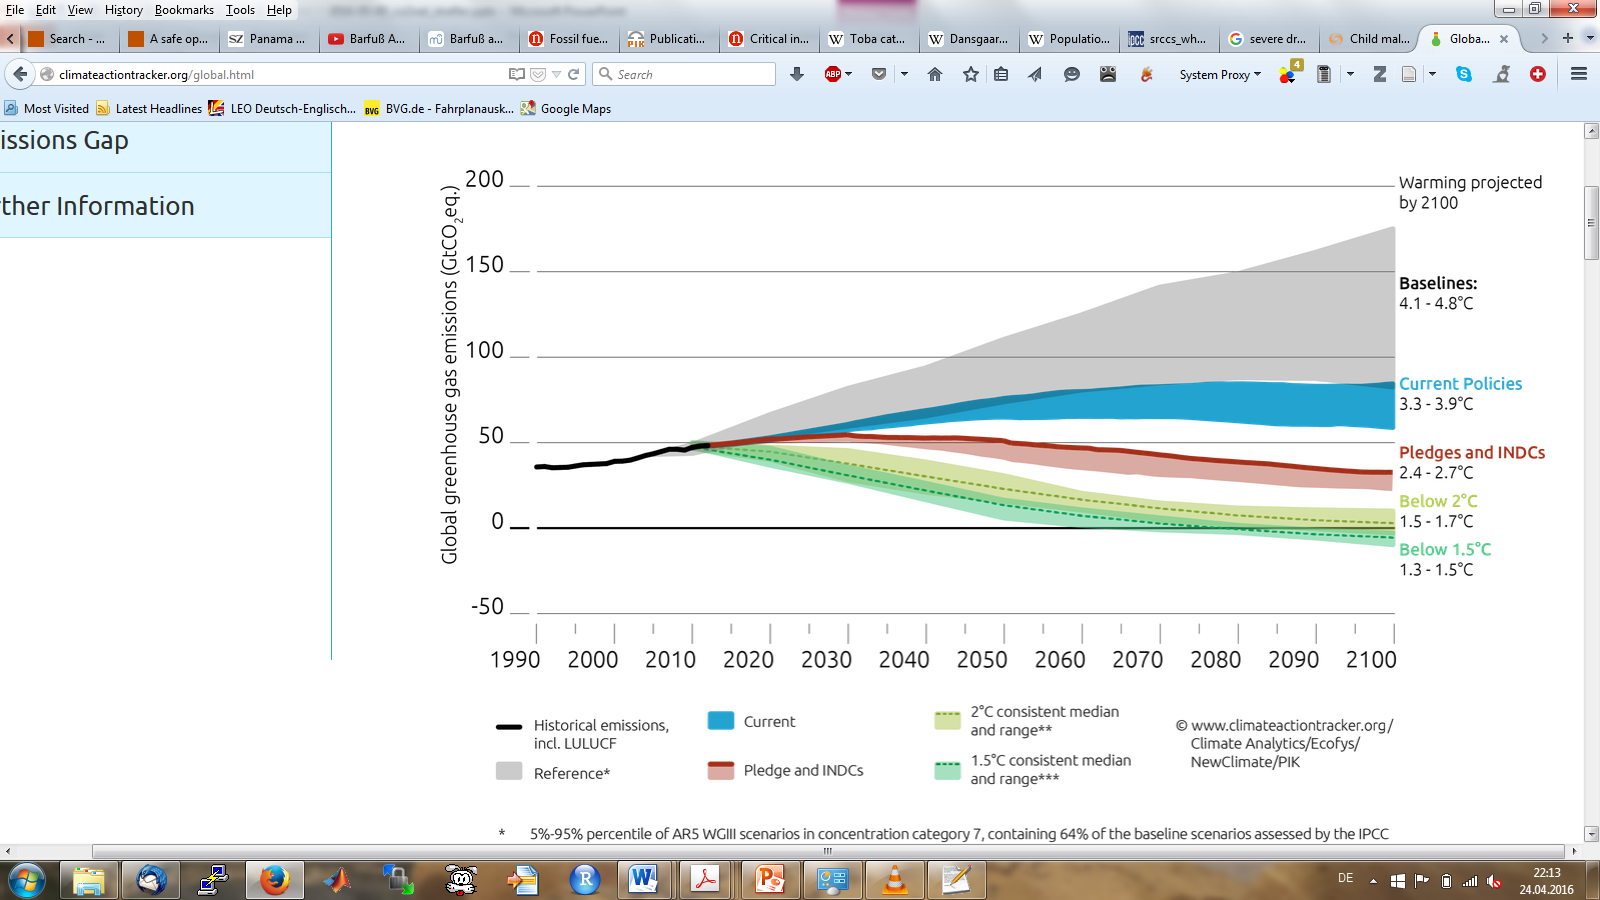 File Edit View History Bookmarks Tools Help
Search - ...
A safe op...
SZ Panama ...
Barfuß A...
Barfuß a...
n Fossil fue...
PIK Publicati...
n Critical in...
W Toba cat...
W Dansgaar...
W Populatio...
ipcc srccs_wh...
G severe dr...
Child mal...
Globa...
climateactiontracker.org/global.html
Search
ABP
System Proxy
4
Most Visited
Latest Headlines
LEO Deutsch-Englisch...
BVG BVG.de - Fahrplanausk...
Google Maps
issions Gap
ther Information
Global greenhouse gas emissions (GtCO2eq.)
200
150
100
50
0
-50
1990 2000 2010 2020 2030 2040 2050 2060 2070 2080 2090 2100
Warming projected
by 2100
Baselines:
4.1 - 4.8°C
Current Policies
3.3 - 3.9°C
Pledges and INDCs
2.4 - 2.7°C
Below 2°C
1.5 - 1.7°C
Below 1.5°C
1.3 - 1.5°C
Historical emissions,
incl. LULUCF
Reference*
Current
Pledge and INDCs
2°C consistent median
and range**
1.5°C consistent median
and range***
© www.climateactiontracker.org/
Climate Analytics/Ecofys/
NewClimate/PIK
* 5%-95% percentile of AR5 WGIII scenarios in concentration category 7, containing 64% of the baseline scenarios assessed by the IPCC
DE
22:13
24.04.2016